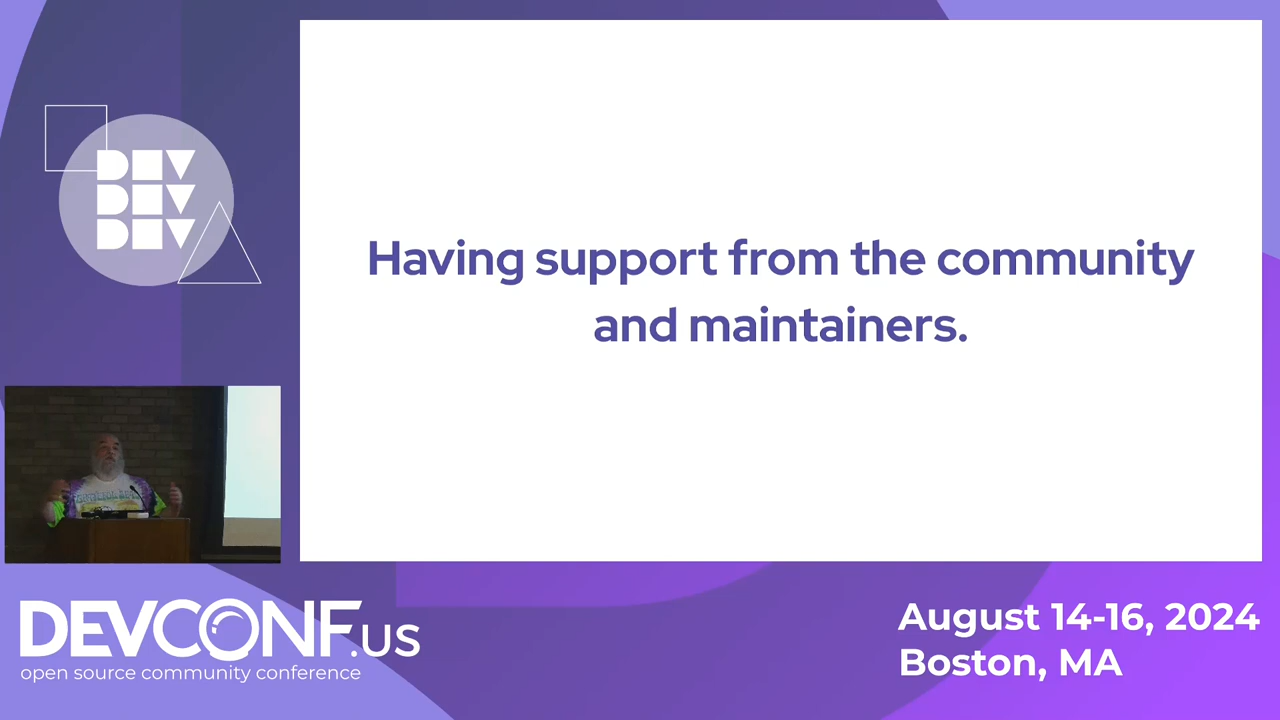 DEV
DEV
DEV
Having support from the community
and maintainers.
DEVCONF.US
open source community conference
August 14-16, 2024
Boston, MA